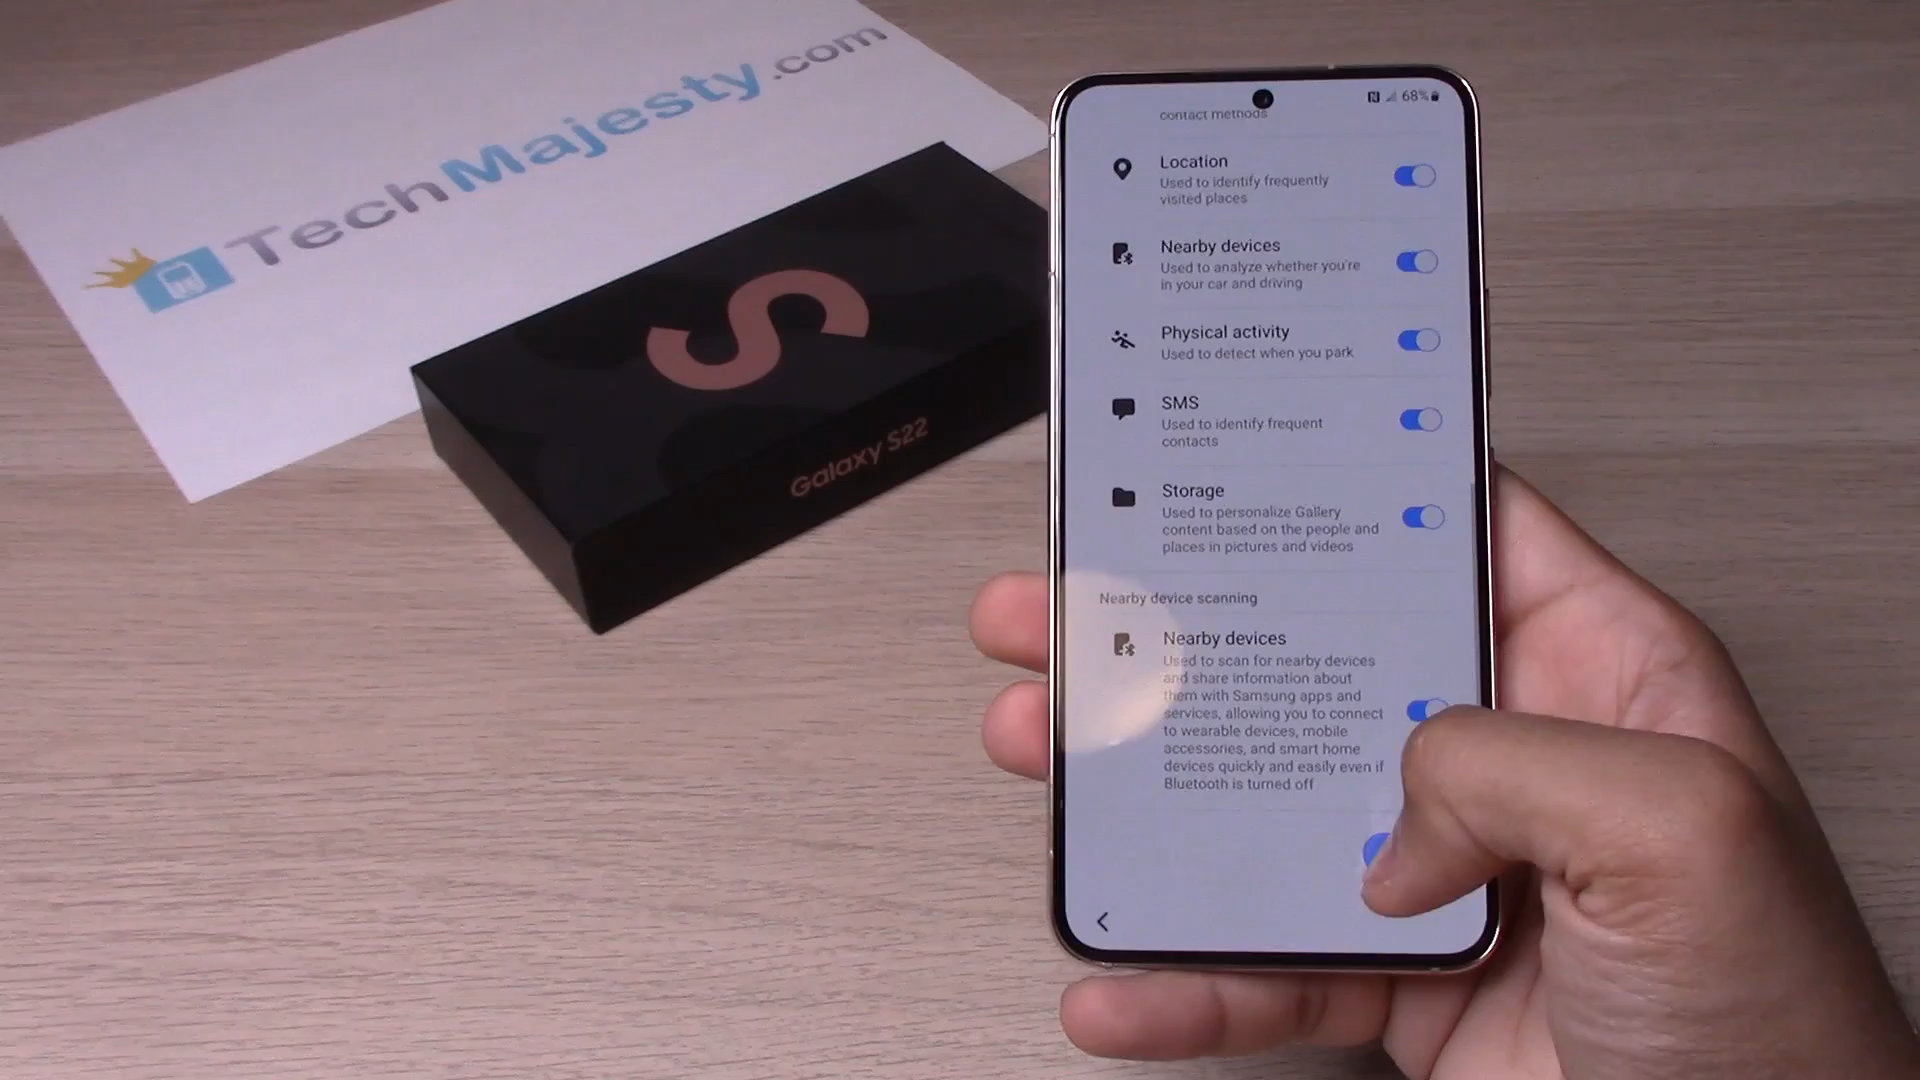 TechMajesty.com
S
Galaxy S22
68%
contact methods
Location
Used to identify frequently
visited places
Nearby devices
Used to analyze whether you're
in your car and driving
Physical activity
Used to detect when you park
SMS
Used to identify frequent
contacts
Storage
Used to personalize Gallery
content based on the people and
places in pictures and videos
Nearby device scanning
Nearby devices
Used to scan for nearby devices
and share information about
them with Samsung apps and
services, allowing you to connect
to wearable devices, mobile
accessories, and smart home
devices quickly and easily even if
Bluetooth is turned off